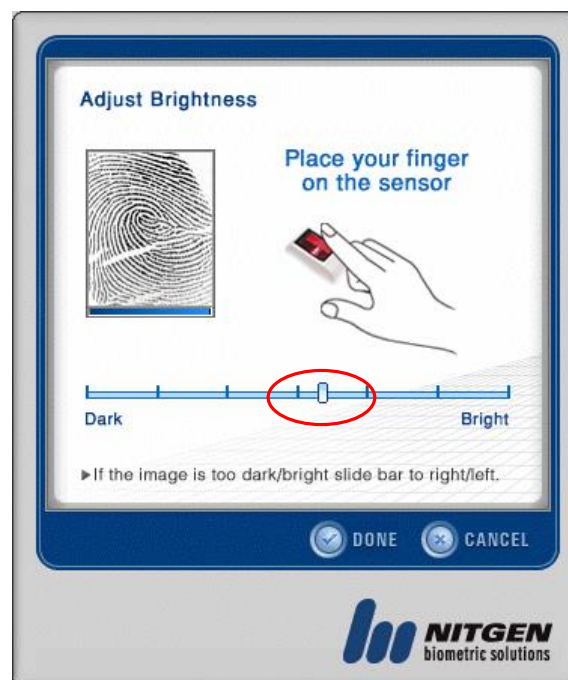 Adjust Brightness
Place your finger
on the sensor
Dark
Bright
▶If the image is too dark/bright slide bar to right/left.
DONE
CANCEL
NITGEN
biometric solutions